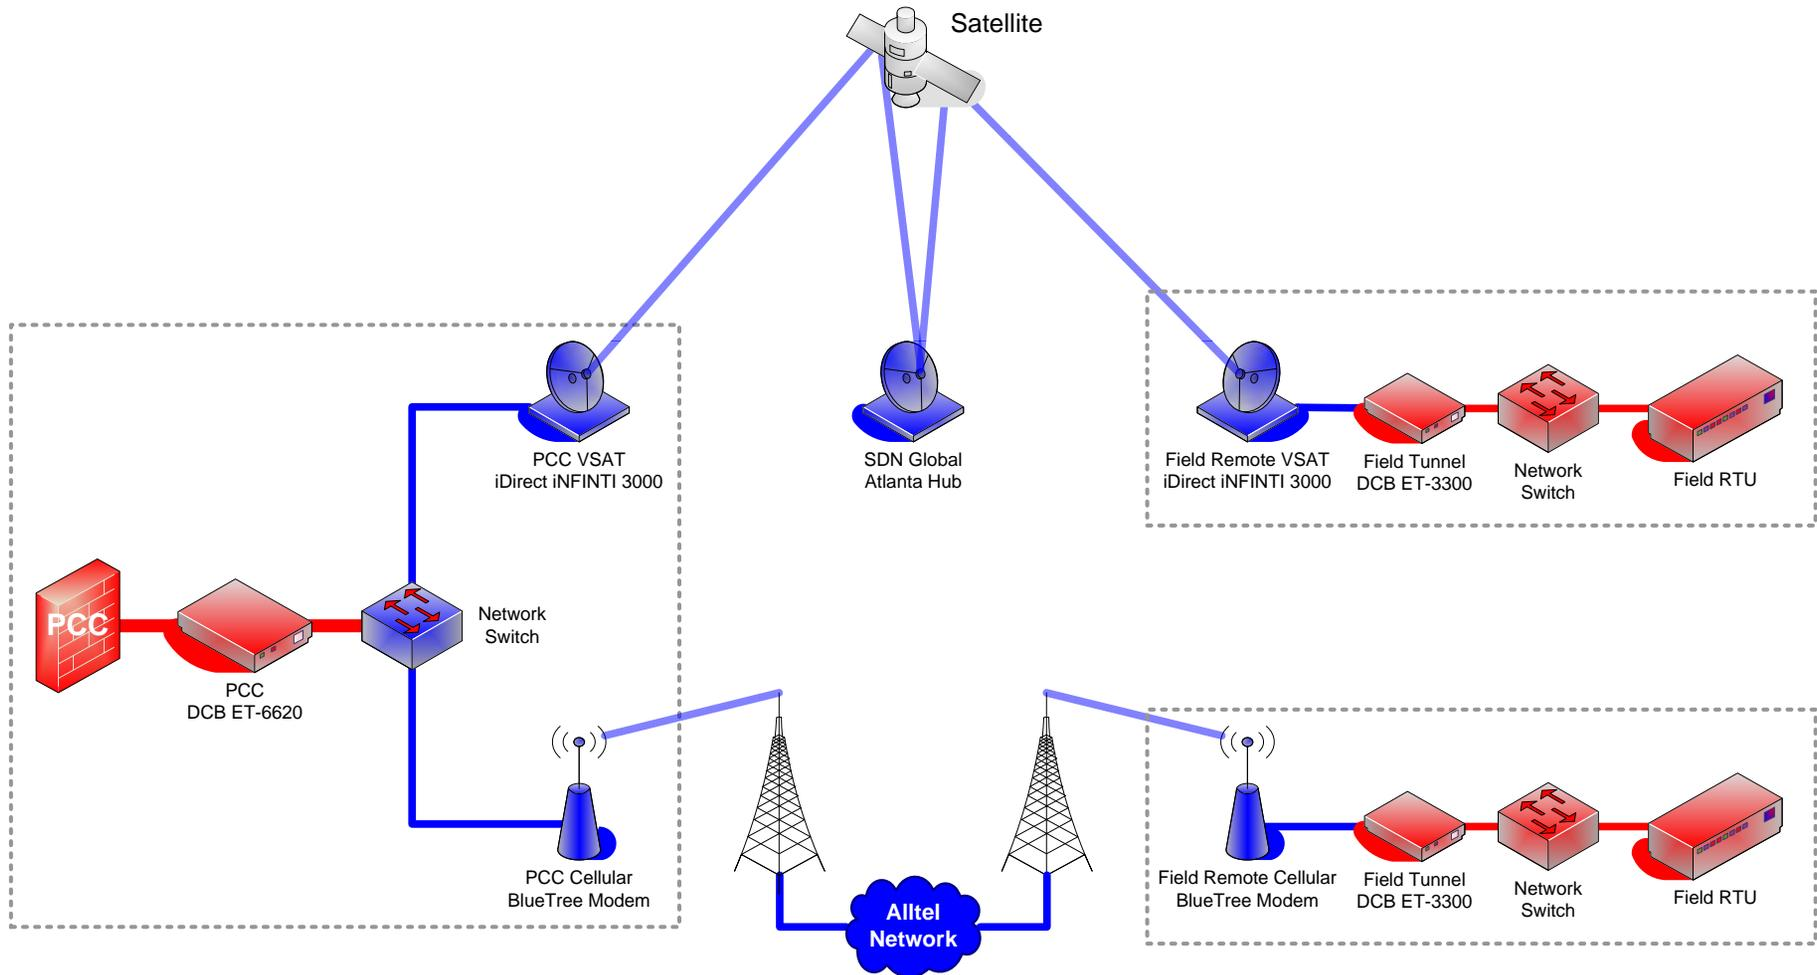 Satellite
PCC VSAT
iDirect iNFINTI 3000
SDN Global
Atlanta Hub
Field Remote VSAT
iDirect iNFINTI 3000
Field Tunnel
DCB ET-3300
Network
Switch
Field RTU
PCC
PCC
DCB ET-6620
Network
Switch
PCC Cellular
BlueTree Modem
Alltel
Network
Field Remote Cellular
BlueTree Modem
Field Tunnel
DCB ET-3300
Network
Switch
Field RTU